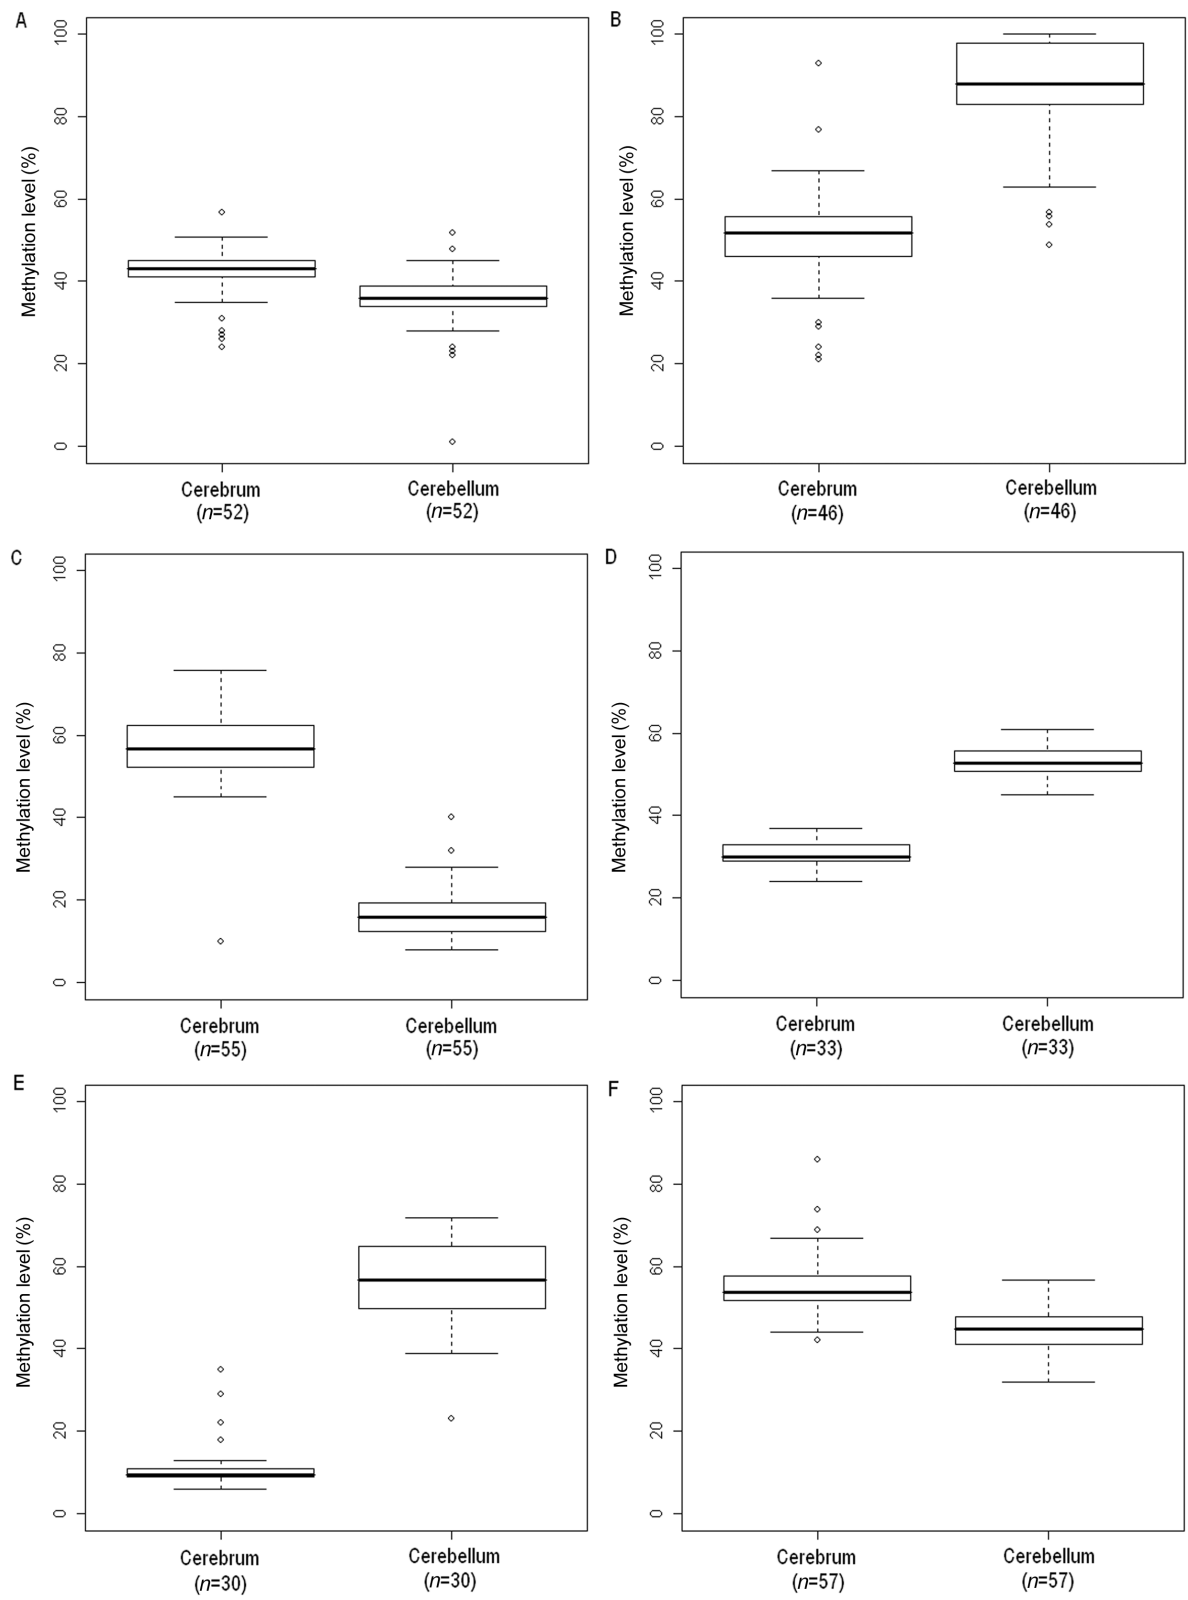 A
Methylation level (%)
100
80
60
40
20
0
Cerebrum
(n=52)
Cerebellum
(n=52)
B
Methylation level (%)
100
80
60
40
20
0
Cerebrum
(n=46)
Cerebellum
(n=46)
C
Methylation level (%)
100
80
60
40
20
0
Cerebrum
(n=55)
Cerebellum
(n=55)
D
Methylation level (%)
100
80
60
40
20
0
Cerebrum
(n=33)
Cerebellum
(n=33)
E
Methylation level (%)
100
80
60
40
20
0
Cerebrum
(n=30)
Cerebellum
(n=30)
F
Methylation level (%)
100
80
60
40
20
0
Cerebrum
(n=57)
Cerebellum
(n=57)